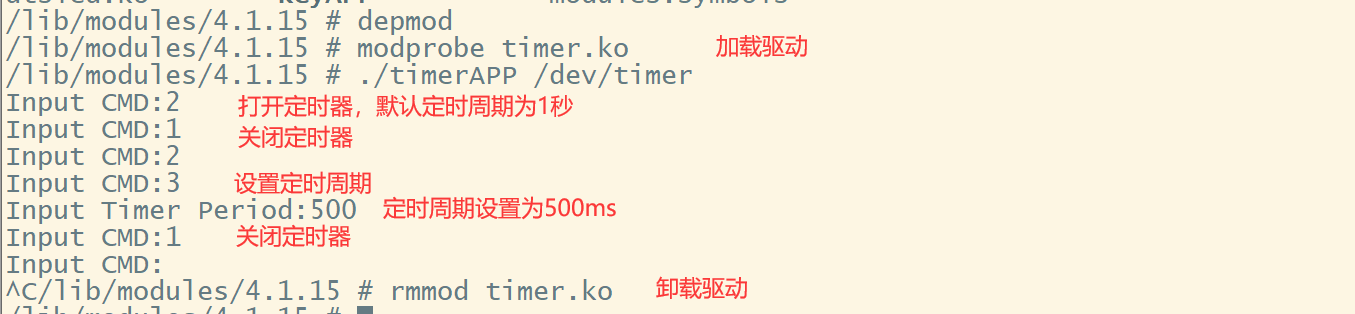 /lib/modules/4.1.15 # depmod
/lib/modules/4.1.15 # modprobe timer.ko 加载驱动
/lib/modules/4.1.15 # ./timerAPP /dev/timer
Input CMD:2 打开定时器，默认定时周期为1秒
Input CMD:1 关闭定时器
Input CMD:2
Input CMD:3 设置定时周期
Input Timer Period:500 定时周期设置为500ms
Input CMD:1 关闭定时器
Input CMD:
^C/lib/modules/4.1.15 # rmmod timer.ko 卸载驱动
/lib/modules/4.1.15 #